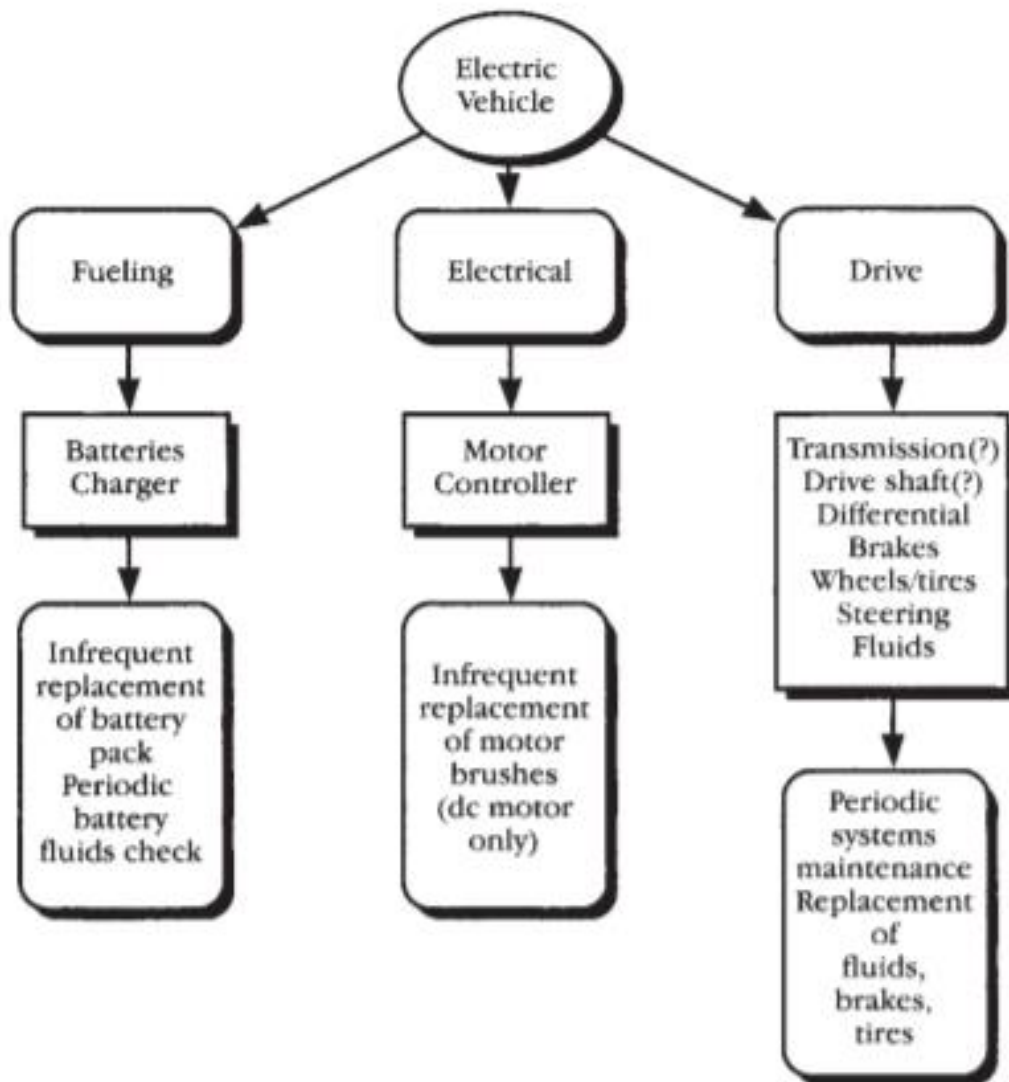 Electric
Vehicle
Fueling
Electrical
Drive
Batteries
Charger
Motor
Controller
Transmission(?)
Drive shaft(?)
Differential
Brakes
Wheels/tires
Steering
Fluids
Infrequent
replacement
of battery
pack
Periodic
battery
fluids check
Infrequent
replacement
of motor
brushes
(dc motor
only)
Periodic
systems
maintenance
Replacement
of
fluids,
brakes,
tires